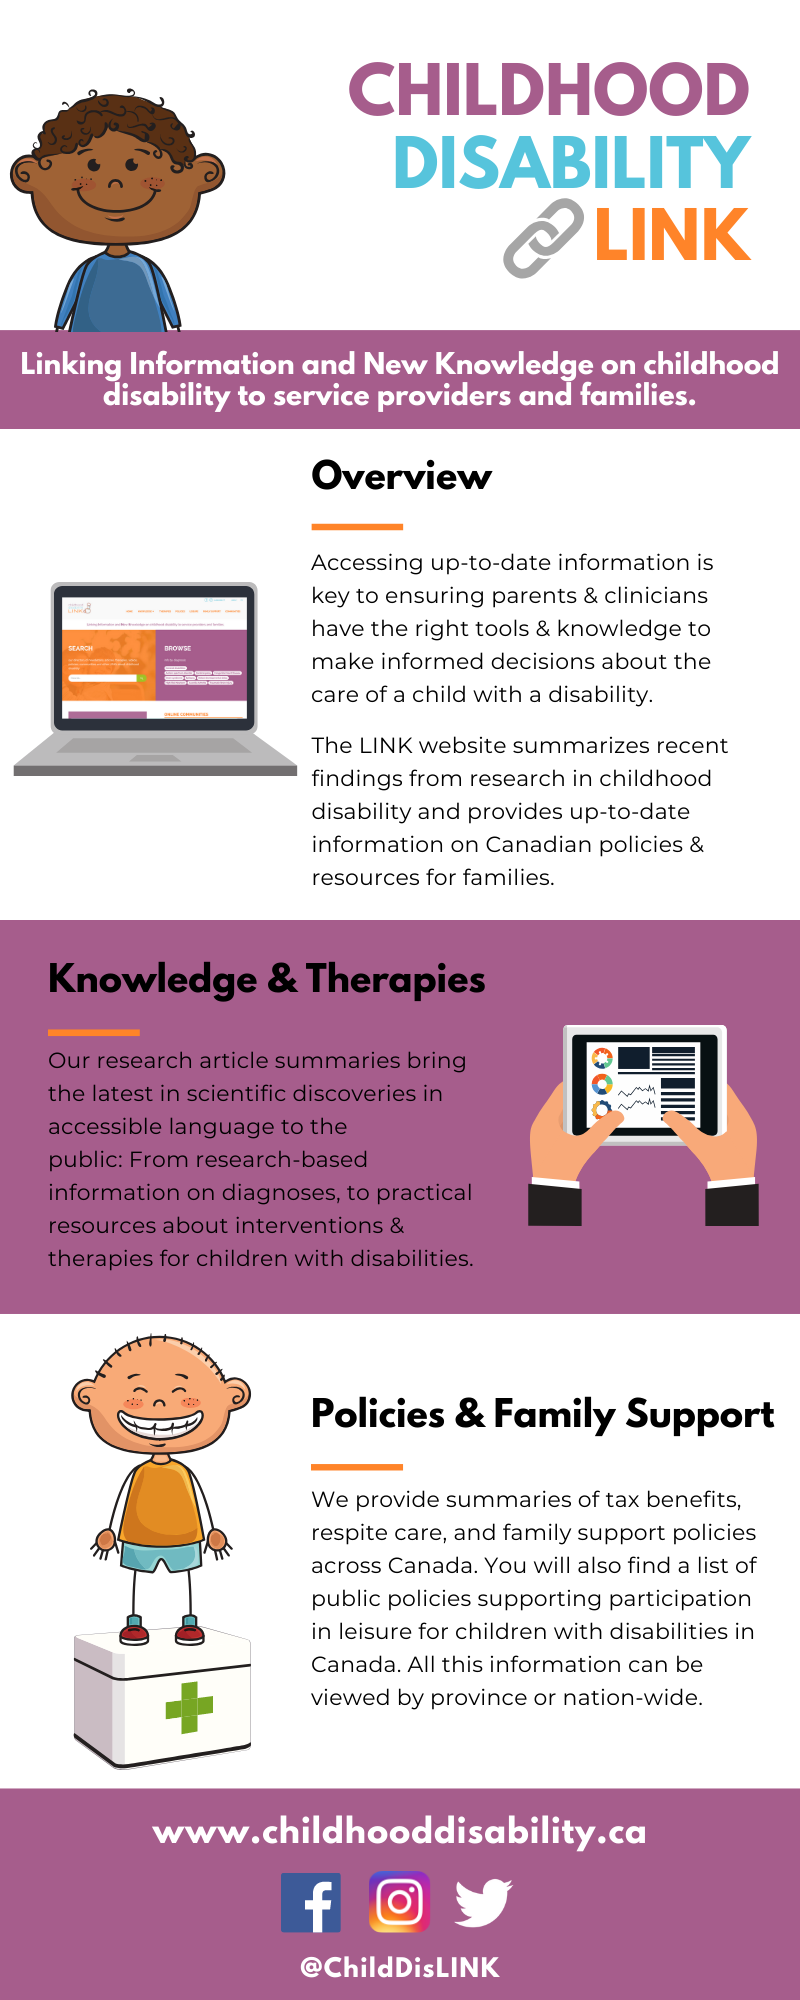 CHILDHOOD
DISABILITY
LINK
Linking Information and New Knowledge on childhood
disability to service providers and families.
Overview
Accessing up-to-date information is
key to ensuring parents & clinicians
have the right tools & knowledge to
make informed decisions about the
care of a child with a disability.
The LINK website summarizes recent
findings from research in childhood
disability and provides up-to-date
information on Canadian policies &
resources for families.
SEARCH
BROWSE
ONLINE COMMUNITIES
Knowledge & Therapies
Our research article summaries bring
the latest in scientific discoveries in
accessible language to the
public: From research-based
information on diagnoses, to practical
resources about interventions &
therapies for children with disabilities.
Policies & Family Support
We provide summaries of tax benefits,
respite care, and family support policies
across Canada. You will also find a list of
public policies supporting participation
in leisure for children with disabilities in
Canada. All this information can be
viewed by province or nation-wide.
www.childhooddisability.ca
@ChildDisLINK